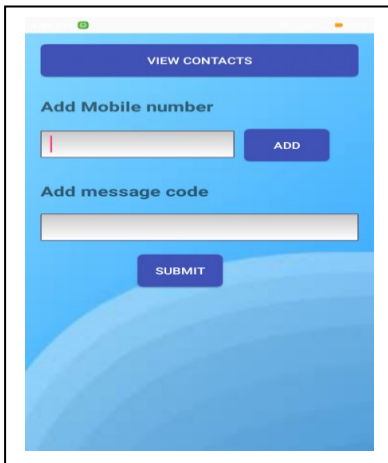 VIEW CONTACTS
Add Mobile number
ADD
Add message code
SUBMIT